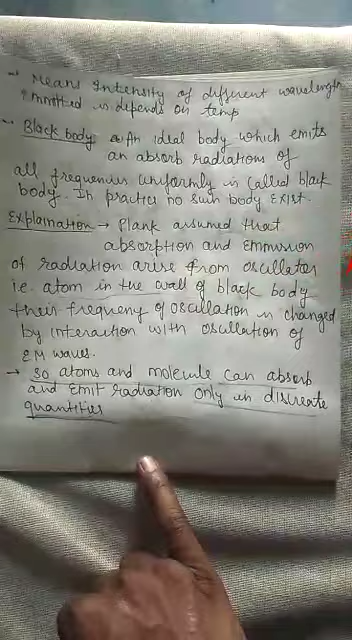 → Means Intensity of different wavelength
Emmitted is depends on temp
→ Black body → An ideal body which emits
an absorb radiations of
all frequencies uniformly is called black
body. In practice no such body exist.
Explaination → Plank assumed that
absorption and Emmission
of radiation arise from oscillator
i.e. atom in the wall of black body
their frequency of oscillation is changed
by interaction with oscillation of
EM waves.
→ So atoms and molecule can absorb
and Emit radiation only in discreate
quantities